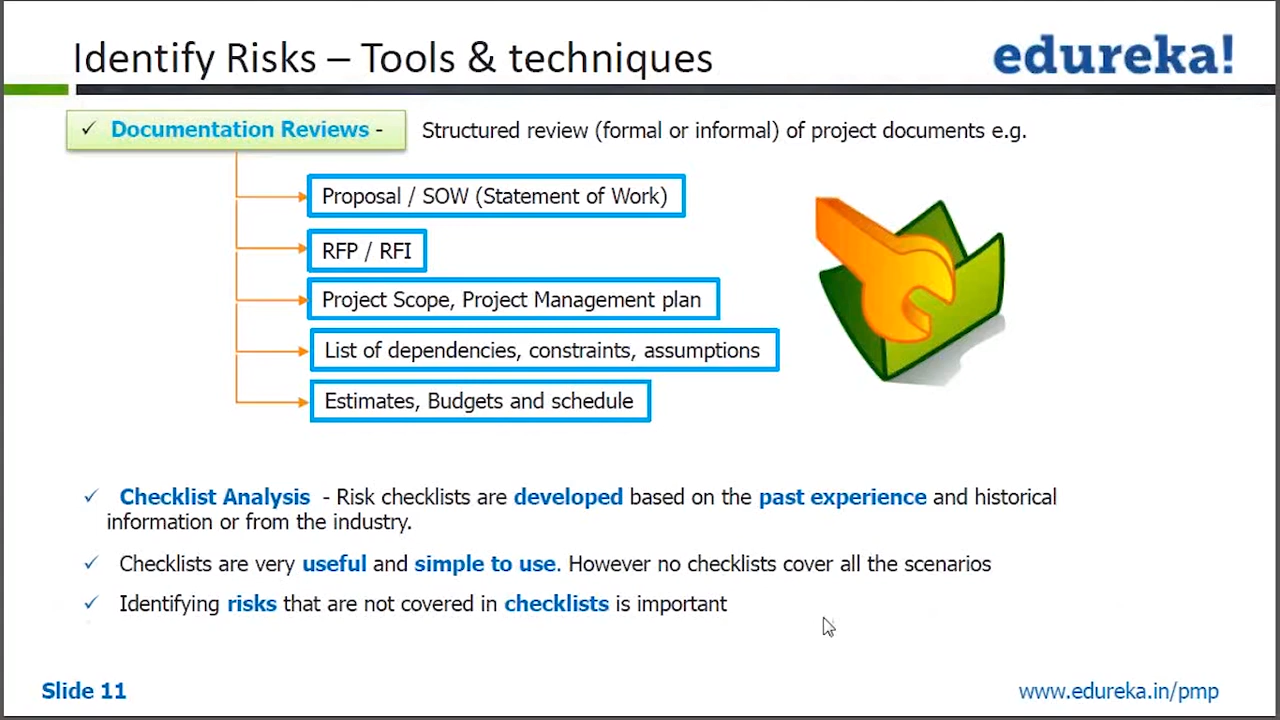 Identify Risks – Tools & techniques
edureka!
✓ Documentation Reviews -
Structured review (formal or informal) of project documents e.g.
Proposal / SOW (Statement of Work)
RFP / RFI
Project Scope, Project Management plan
List of dependencies, constraints, assumptions
Estimates, Budgets and schedule
✓ Checklist Analysis - Risk checklists are developed based on the past experience and historical
information or from the industry.
✓ Checklists are very useful and simple to use. However no checklists cover all the scenarios
✓ Identifying risks that are not covered in checklists is important
Slide 11
www.edureka.in/pmp